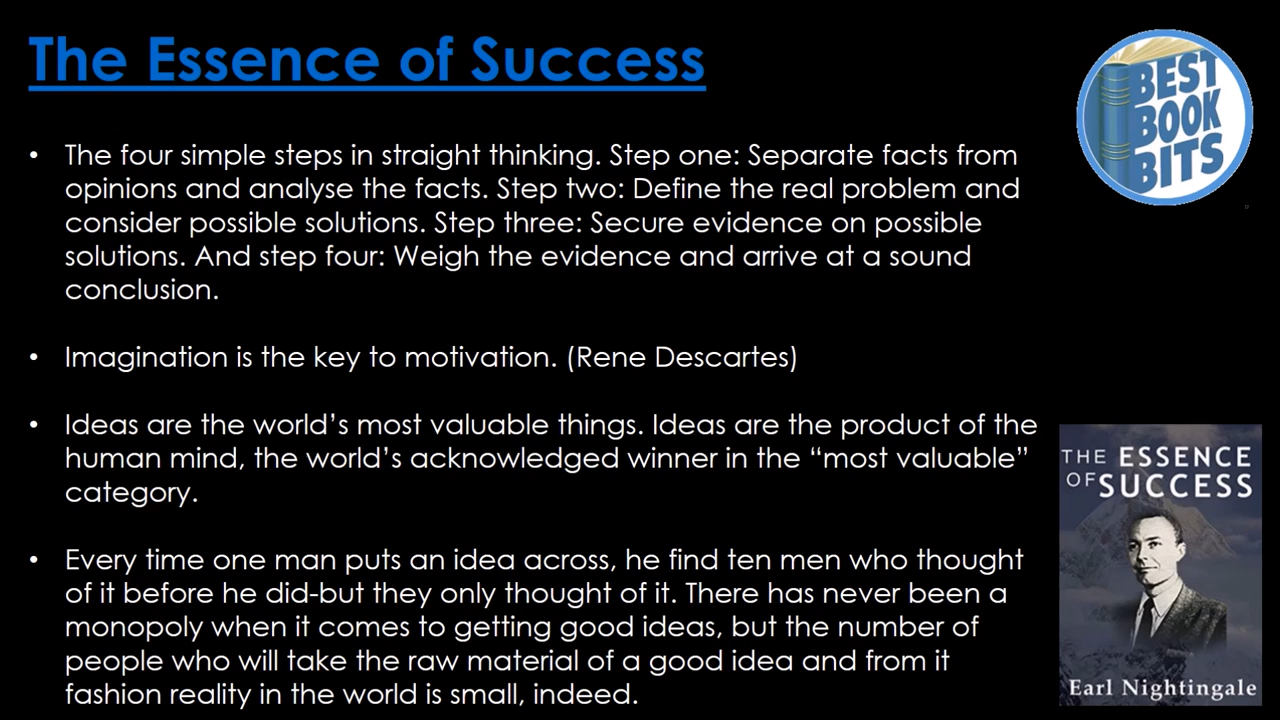 The Essence of Success
BEST
BOOK
BITS
• The four simple steps in straight thinking. Step one: Separate facts from
opinions and analyse the facts. Step two: Define the real problem and
consider possible solutions. Step three: Secure evidence on possible
solutions. And step four: Weigh the evidence and arrive at a sound
conclusion.
• Imagination is the key to motivation. (Rene Descartes)
• Ideas are the world’s most valuable things. Ideas are the product of the
human mind, the world’s acknowledged winner in the “most valuable”
category.
• Every time one man puts an idea across, he find ten men who thought
of it before he did-but they only thought of it. There has never been a
monopoly when it comes to getting good ideas, but the number of
people who will take the raw material of a good idea and from it
fashion reality in the world is small, indeed.
THE ESSENCE
OF SUCCESS
Earl Nightingale